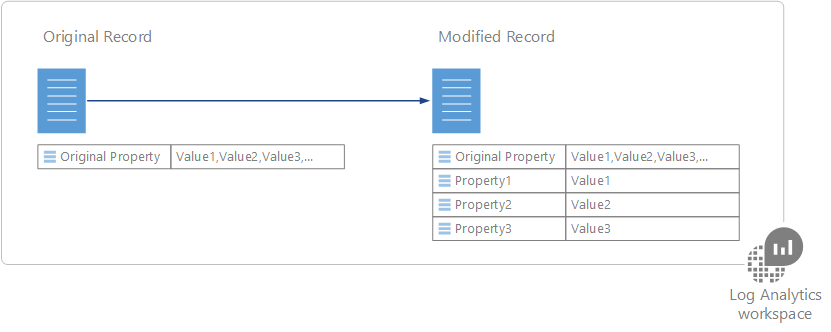 Original Record
Modified Record
Original Property Value1,Value2,Value3,...
Original Property Value1,Value2,Value3,...
Property1 Value1
Property2 Value2
Property3 Value3
Log Analytics
workspace